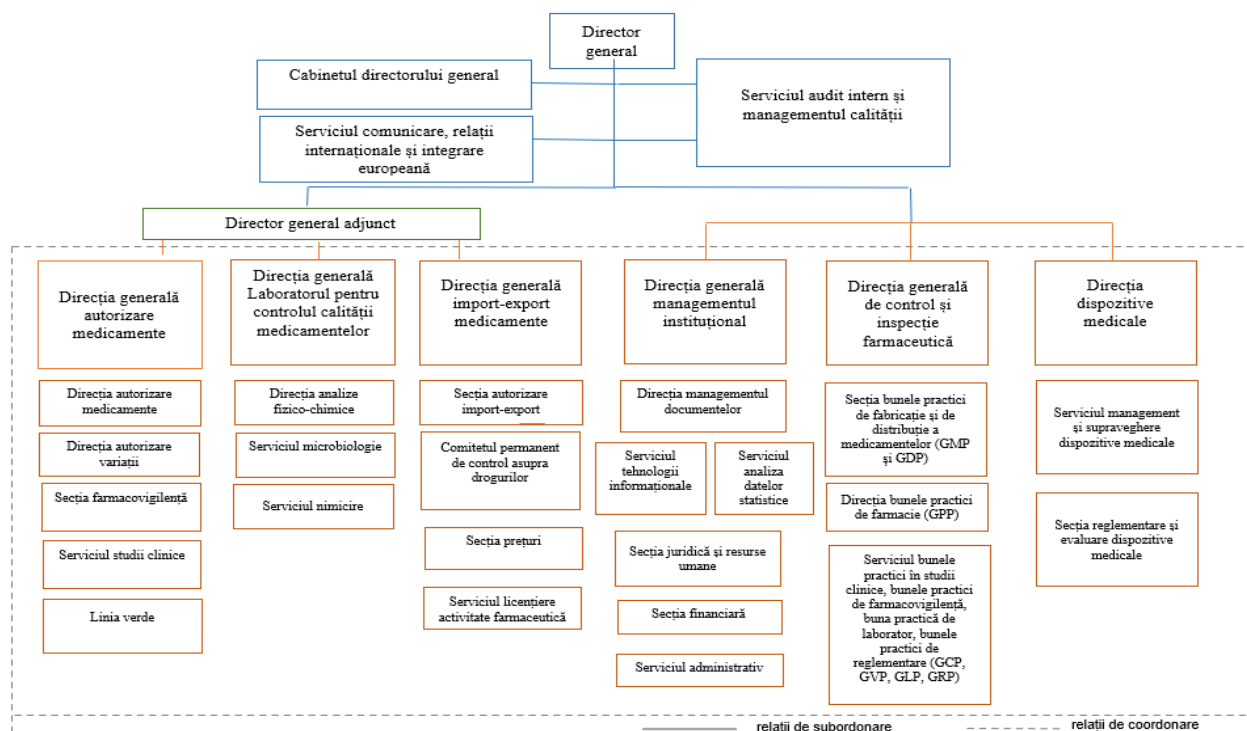 Director
general
Cabinetul directorului general
Serviciul audit intern și
managementul calității
Serviciul comunicare, relații
internaționale și integrare
europeană
Director general adjunct
Direcția generală
autorizare
medicamente
Direcția generală
Laboratorul pentru
controlul calității
medicamentelor
Direcția generală
import-export
medicamente
Direcția generală
managementul
instituțional
Direcția generală
de control și
inspecție
farmaceutică
Direcția
dispozitive
medicale
Direcția autorizare
medicamente
Direcția autorizare
variații
Secția farmacovigilență
Serviciul studii clinice
Linia verde
Direcția analize
fizico-chimice
Serviciul microbiologie
Serviciul nimicire
Secția autorizare
import-export
Comitetul permanent
de control asupra
drogurilor
Secția prețuri
Serviciul licențiere
activitate farmaceutică
Direcția managementul
documentelor
Serviciul
tehnologii
informaționale
Serviciul
analiza
datelor
statistice
Secția juridică și resurse
umane
Secția financiară
Serviciul administrativ
Secția bunele practici
de fabricație și de
distribuție a
medicamentelor (GMP
și GDP)
Direcția bunele practici
de farmacie (GPP)
Serviciul bunele
practici în studii
clinice, bunele practici
de farmacovigilență,
buna practică de
laborator, bunele
practici de
reglementare (GCP,
GVP, GLP, GRP)
Serviciul management
și supraveghere
dispozitive medicale
Secția reglementare și
evaluare dispozitive
medicale
relații de subordonare
relații de coordonare